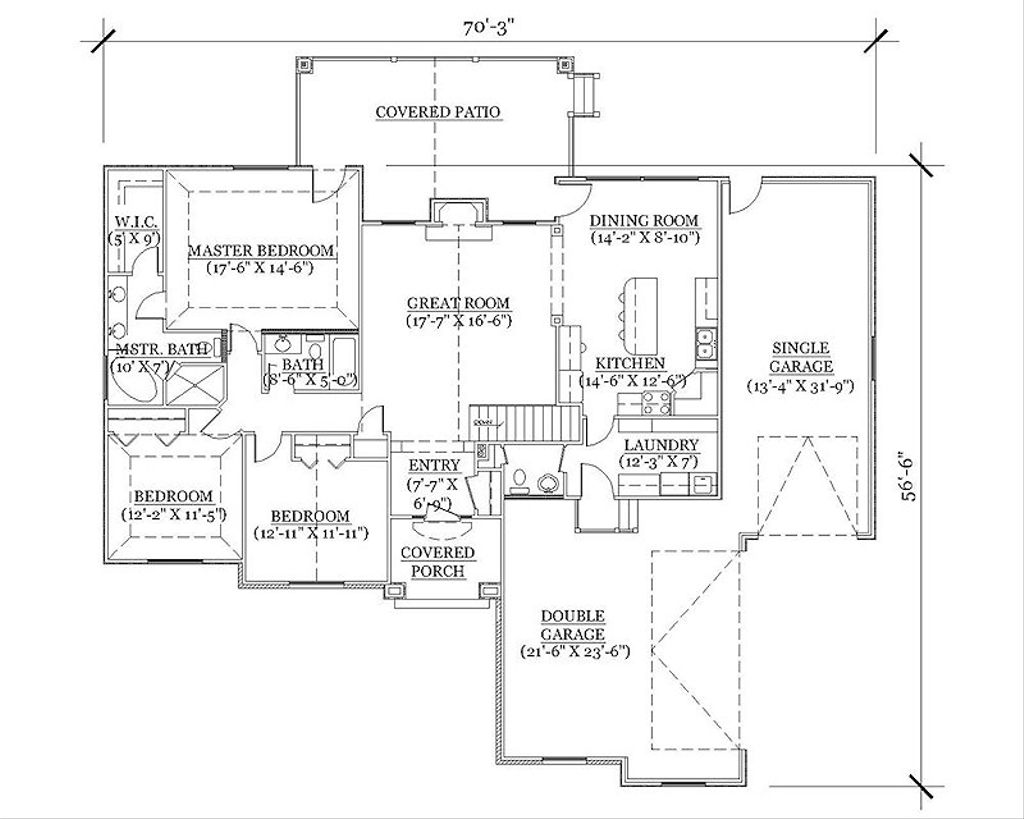 70'-3"
COVERED PATIO
W.I.C.
(5' X 9')
MASTER BEDROOM
(17'-6" X 14'-6")
DINING ROOM
(14'-2" X 8'-10")
GREAT ROOM
(17'-7" X 16'-6")
MSTR. BATH
(10' X 7')
BATH
(8'-6" X 5'-0")
KITCHEN
(14'-6" X 12'-6")
SINGLE
GARAGE
(13'-4" X 31'-9")
DOWN
ENTRY
(7'-7" X
6'-9")
LAUNDRY
(12'-3" X 7')
56'-6"
BEDROOM
(12'-2" X 11'-5")
BEDROOM
(12'-11" X 11'-11")
COVERED
PORCH
DOUBLE
GARAGE
(21'-6" X 23'-6")